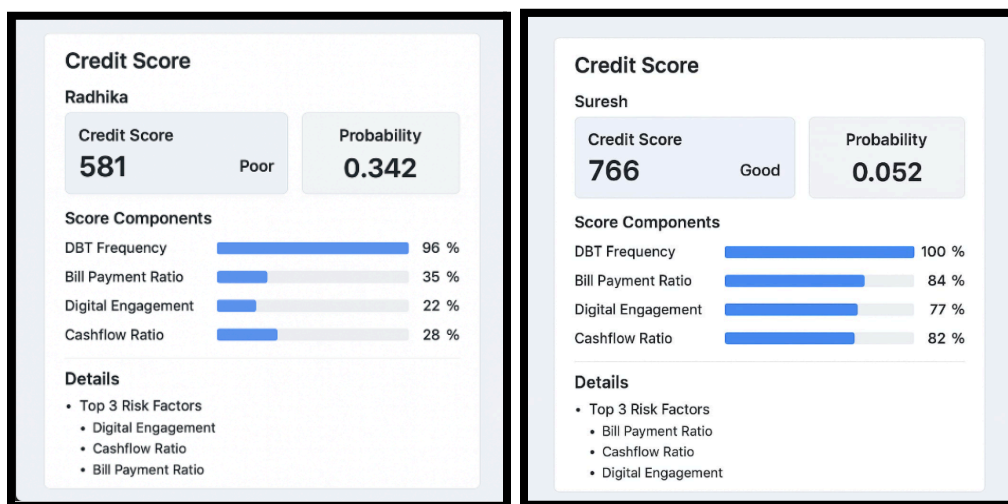 Credit Score
Radhika
Credit Score
581 Poor
Probability
0.342
Score Components
DBT Frequency 96 %
Bill Payment Ratio 35 %
Digital Engagement 22 %
Cashflow Ratio 28 %
Details
• Top 3 Risk Factors
• Digital Engagement
• Cashflow Ratio
• Bill Payment Ratio
Credit Score
Suresh
Credit Score
766 Good
Probability
0.052
Score Components
DBT Frequency 100 %
Bill Payment Ratio 84 %
Digital Engagement 77 %
Cashflow Ratio 82 %
Details
• Top 3 Risk Factors
• Bill Payment Ratio
• Cashflow Ratio
• Digital Engagement